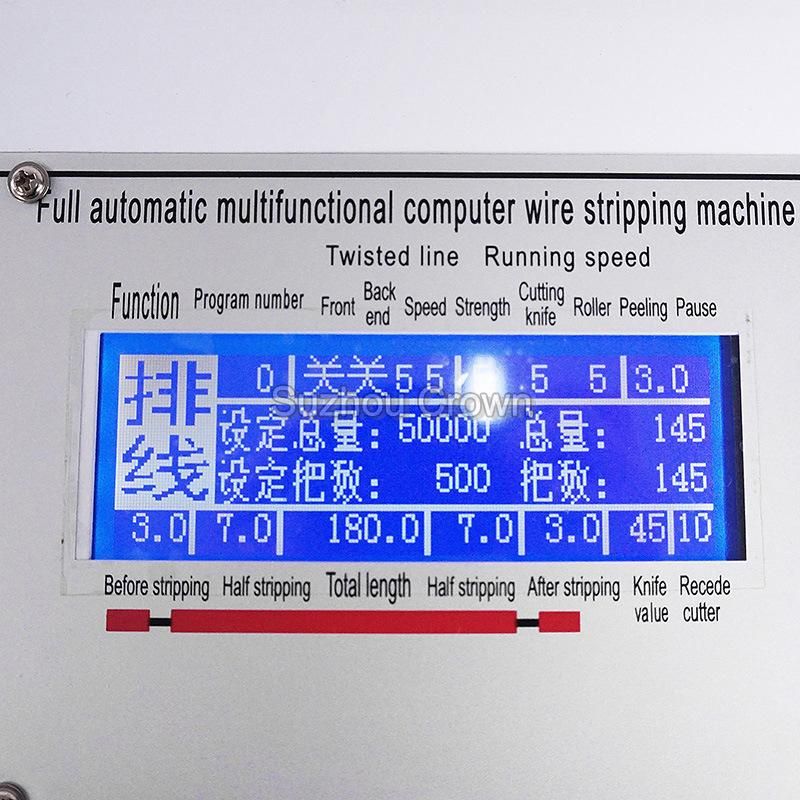 Full automatic multifunctional computer wire stripping machine
Twisted line Running speed
Function Program number Front Back end Speed Strength Cutting knife Roller Peeling Pause
排线
0 关关 5 5 5 5 3.0
Suzhou Crown
设定总量: 50000 总量: 145
设定把数: 500 把数: 145
3.0 7.0 180.0 7.0 3.0 45 10
Before stripping Half stripping Total length Half stripping After stripping Knife value Recede cutter